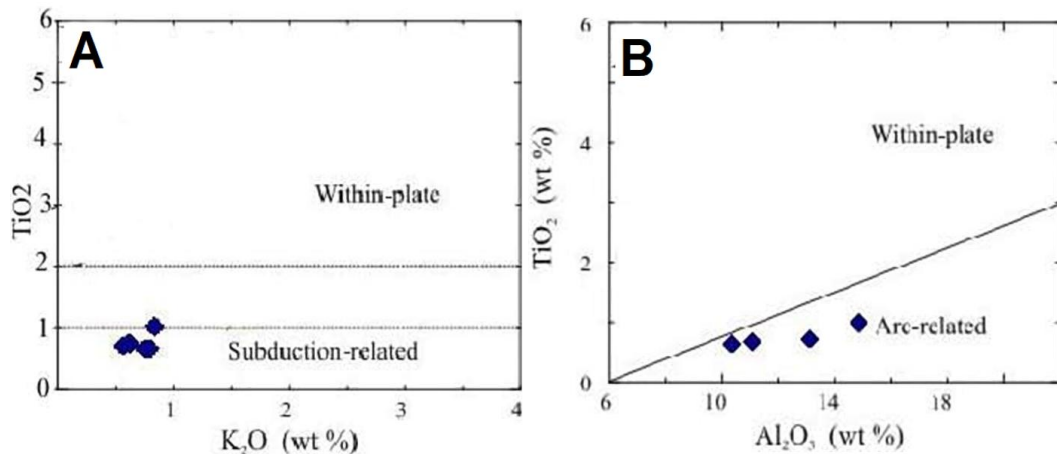 A
6
5
4
3
2
1
0
TiO2
Within-plate
Subduction-related
1
2
3
4
K₂O (wt %)
B
6
4
2
0
TiO₂ (wt %)
Within-plate
Arc-related
6
10
14
18
Al₂O₃ (wt %)